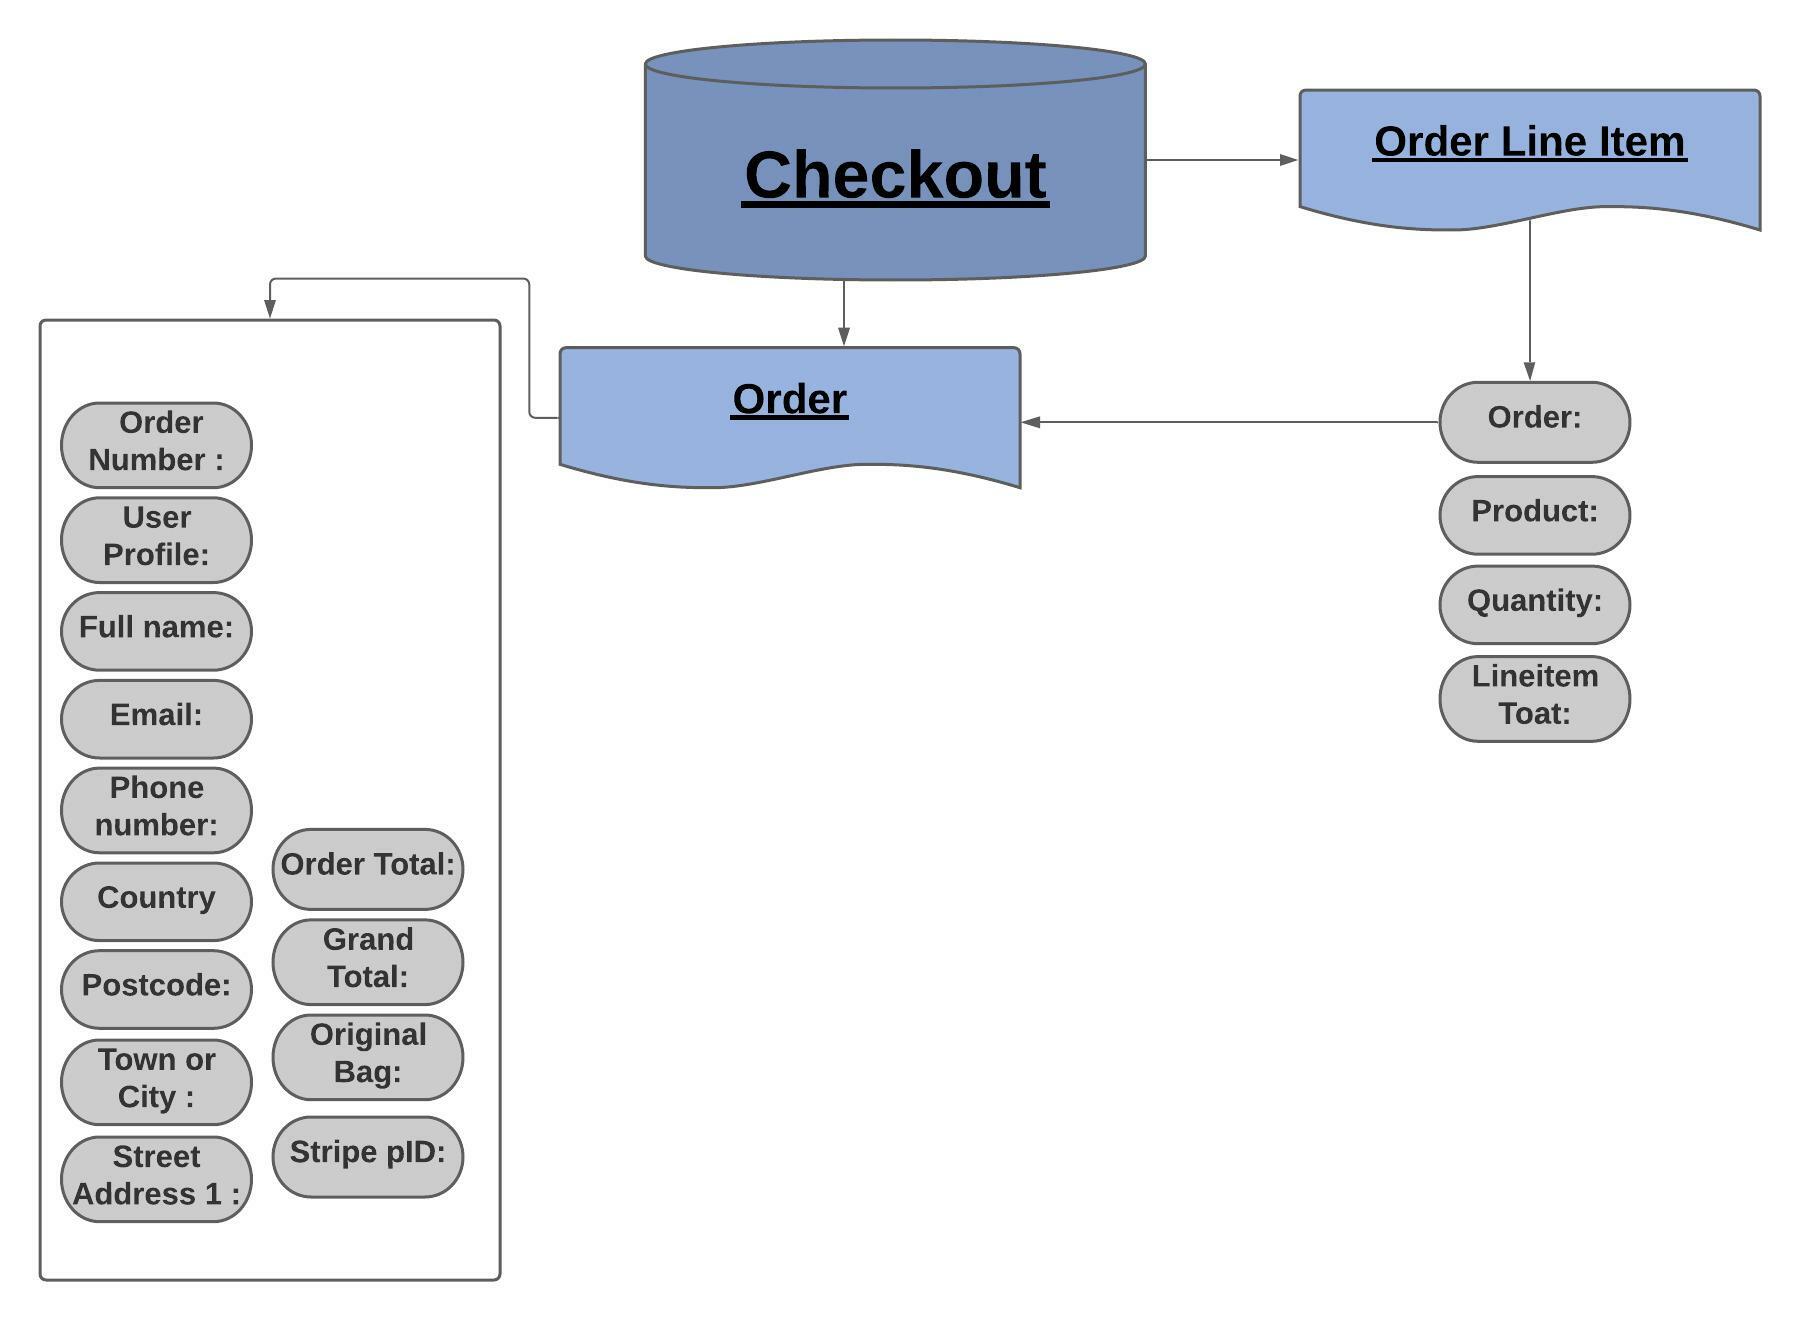 Checkout
Order Line Item
Order
Order
Number :
User
Profile:
Full name:
Email:
Phone
number:
Country
Postcode:
Town or
City :
Street
Address 1 :
Order Total:
Grand
Total:
Original
Bag:
Stripe pID:
Order:
Product:
Quantity:
Lineitem
Toat: